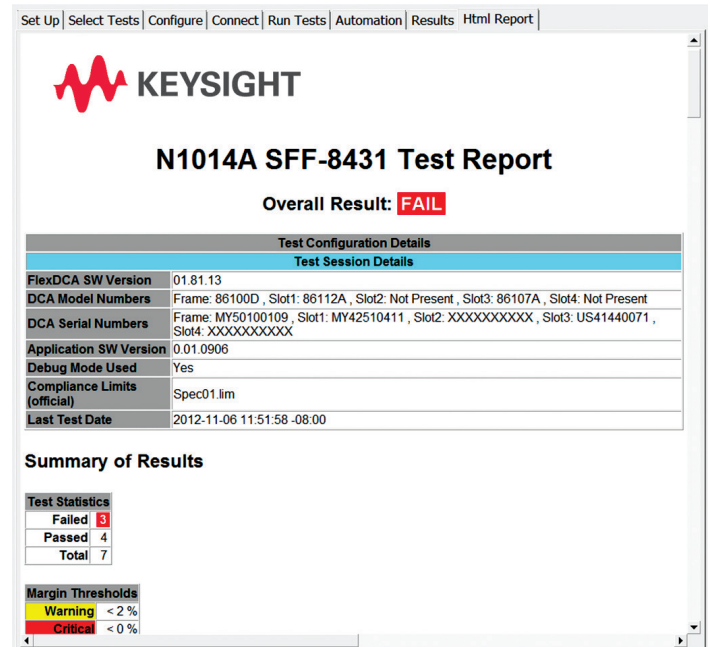 Set Up Select Tests Configure Connect Run Tests Automation Results Html Report
KEYSIGHT
N1014A SFF-8431 Test Report
Overall Result: FAIL
Test Configuration Details
Test Session Details
FlexDCA SW Version 01.81.13
DCA Model Numbers Frame: 86100D , Slot1: 86112A , Slot2: Not Present , Slot3: 86107A , Slot4: Not Present
DCA Serial Numbers Frame: MY50100109 , Slot1: MY42510411 , Slot2: XXXXXXXXXX , Slot3: US41440071 ,
Slot4: XXXXXXXXXX
Application SW Version 0.01.0906
Debug Mode Used Yes
Compliance Limits
(official) Spec01.lim
Last Test Date 2012-11-06 11:51:58 -08:00
Summary of Results
Test Statistics
Failed 3
Passed 4
Total 7
Margin Thresholds
Warning < 2 %
Critical < 0 %